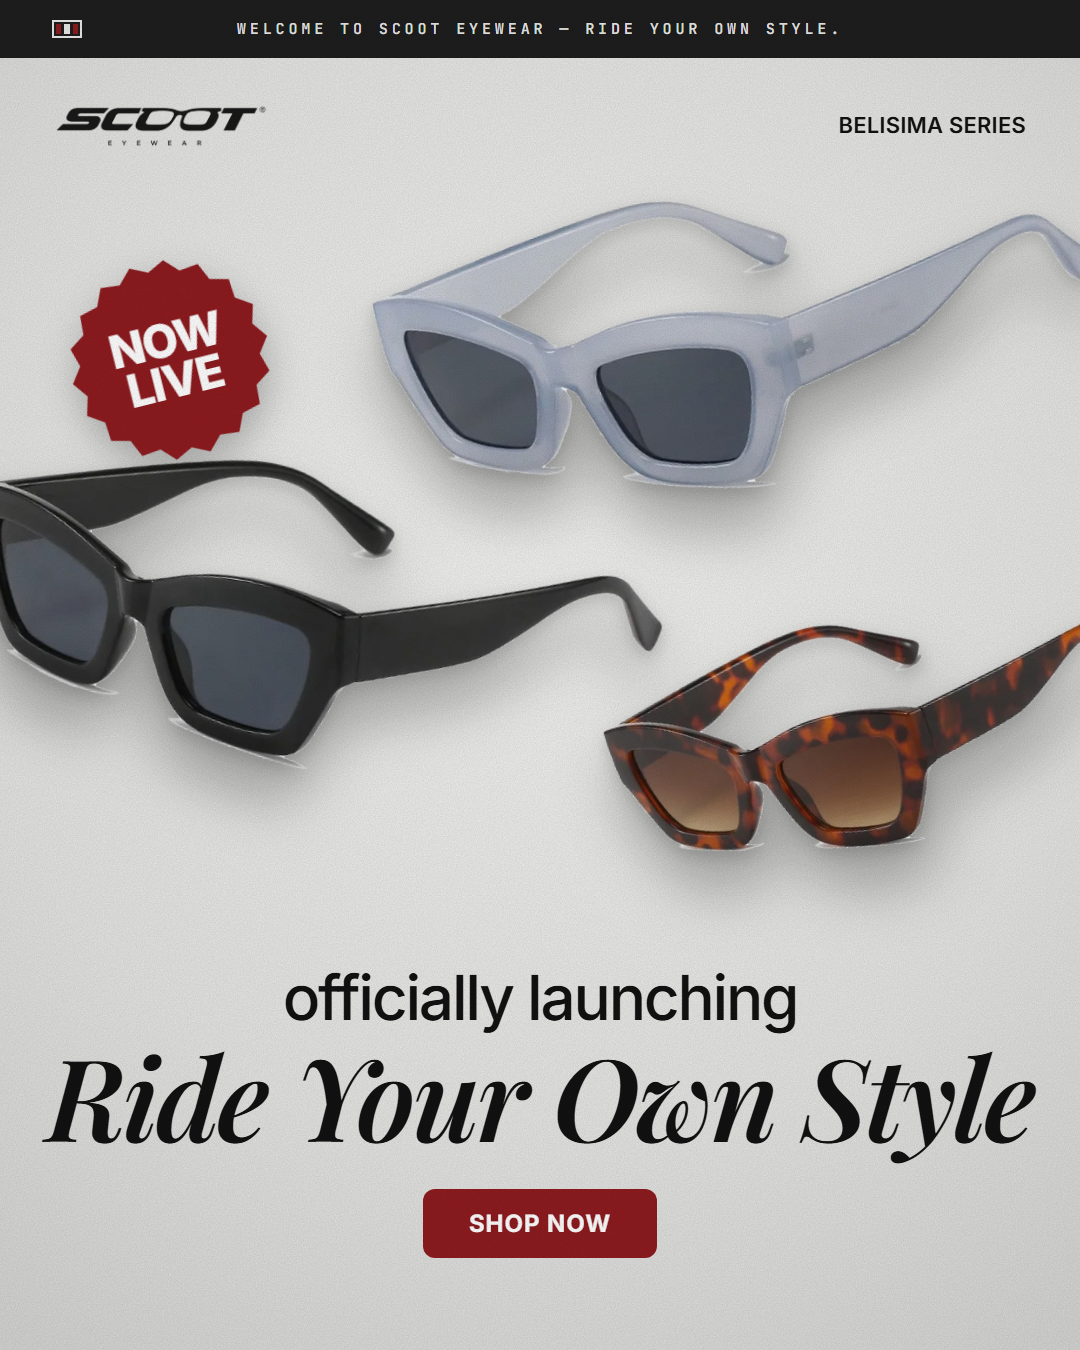 WELCOME TO SCOOT EYEWEAR — RIDE YOUR OWN STYLE.
SCOOT®
EYEWEAR
BELISIMA SERIES
NOW
LIVE
officially launching
Ride Your Own Style
SHOP NOW